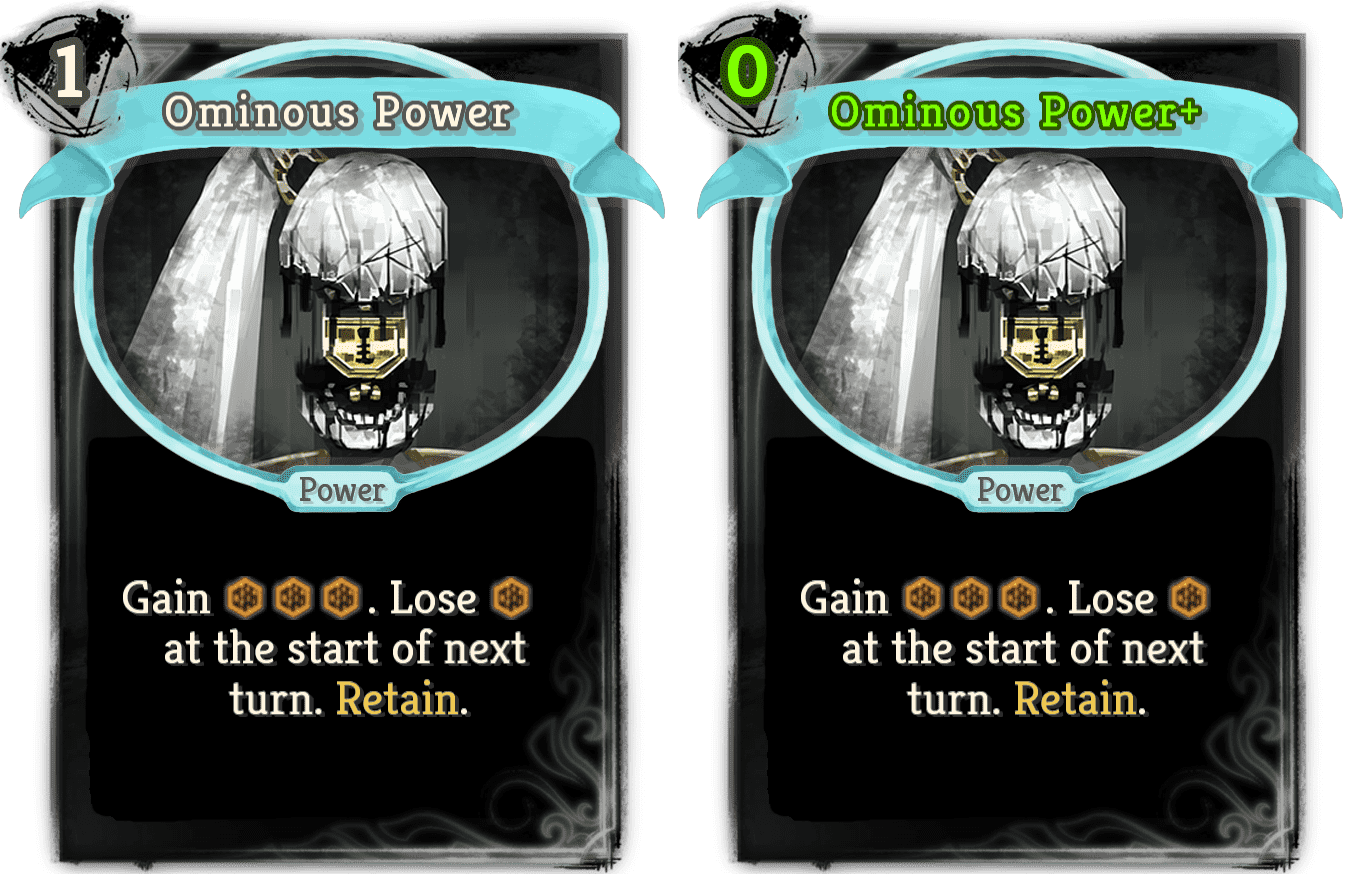 1
Ominous Power
Power
Gain . Lose
at the start of next
turn. Retain.
0
Ominous Power+
Power
Gain . Lose
at the start of next
turn. Retain.